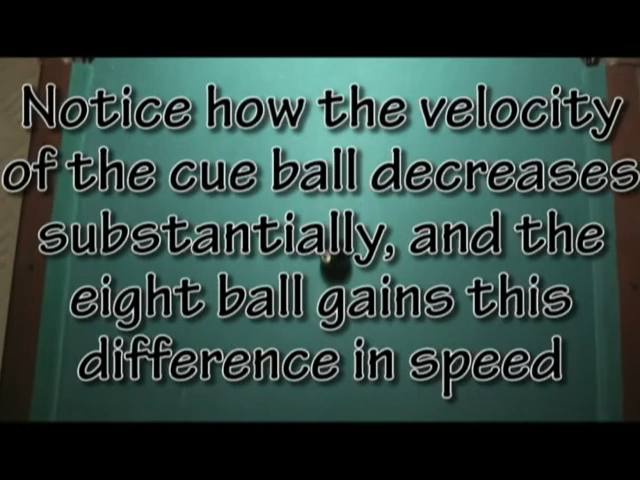 Notice how the velocity
of the cue ball decreases
substantially, and the
eight ball gains this
difference in speed